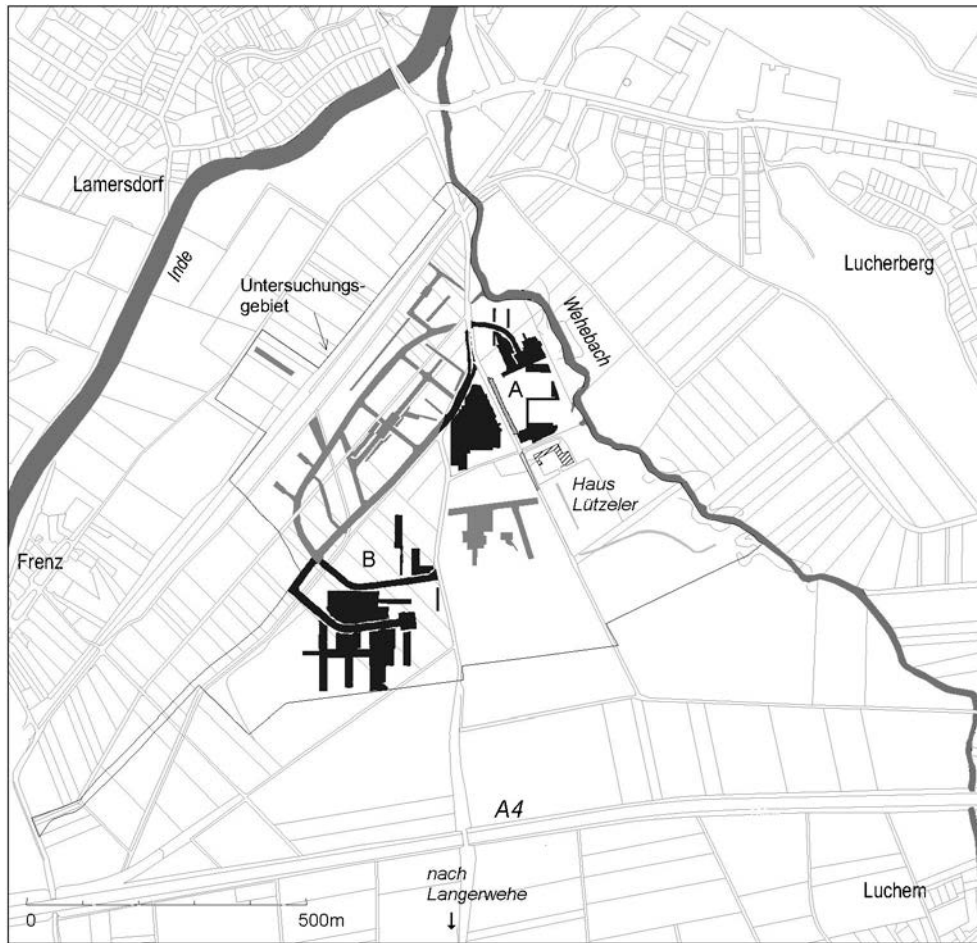 Lamersdorf
Inde
Untersuchungs-
gebiet
Wehebach
Lucherberg
A
Haus
Lützeler
Frenz
B
A4
nach
Langerwehe
Luchem
0
500m